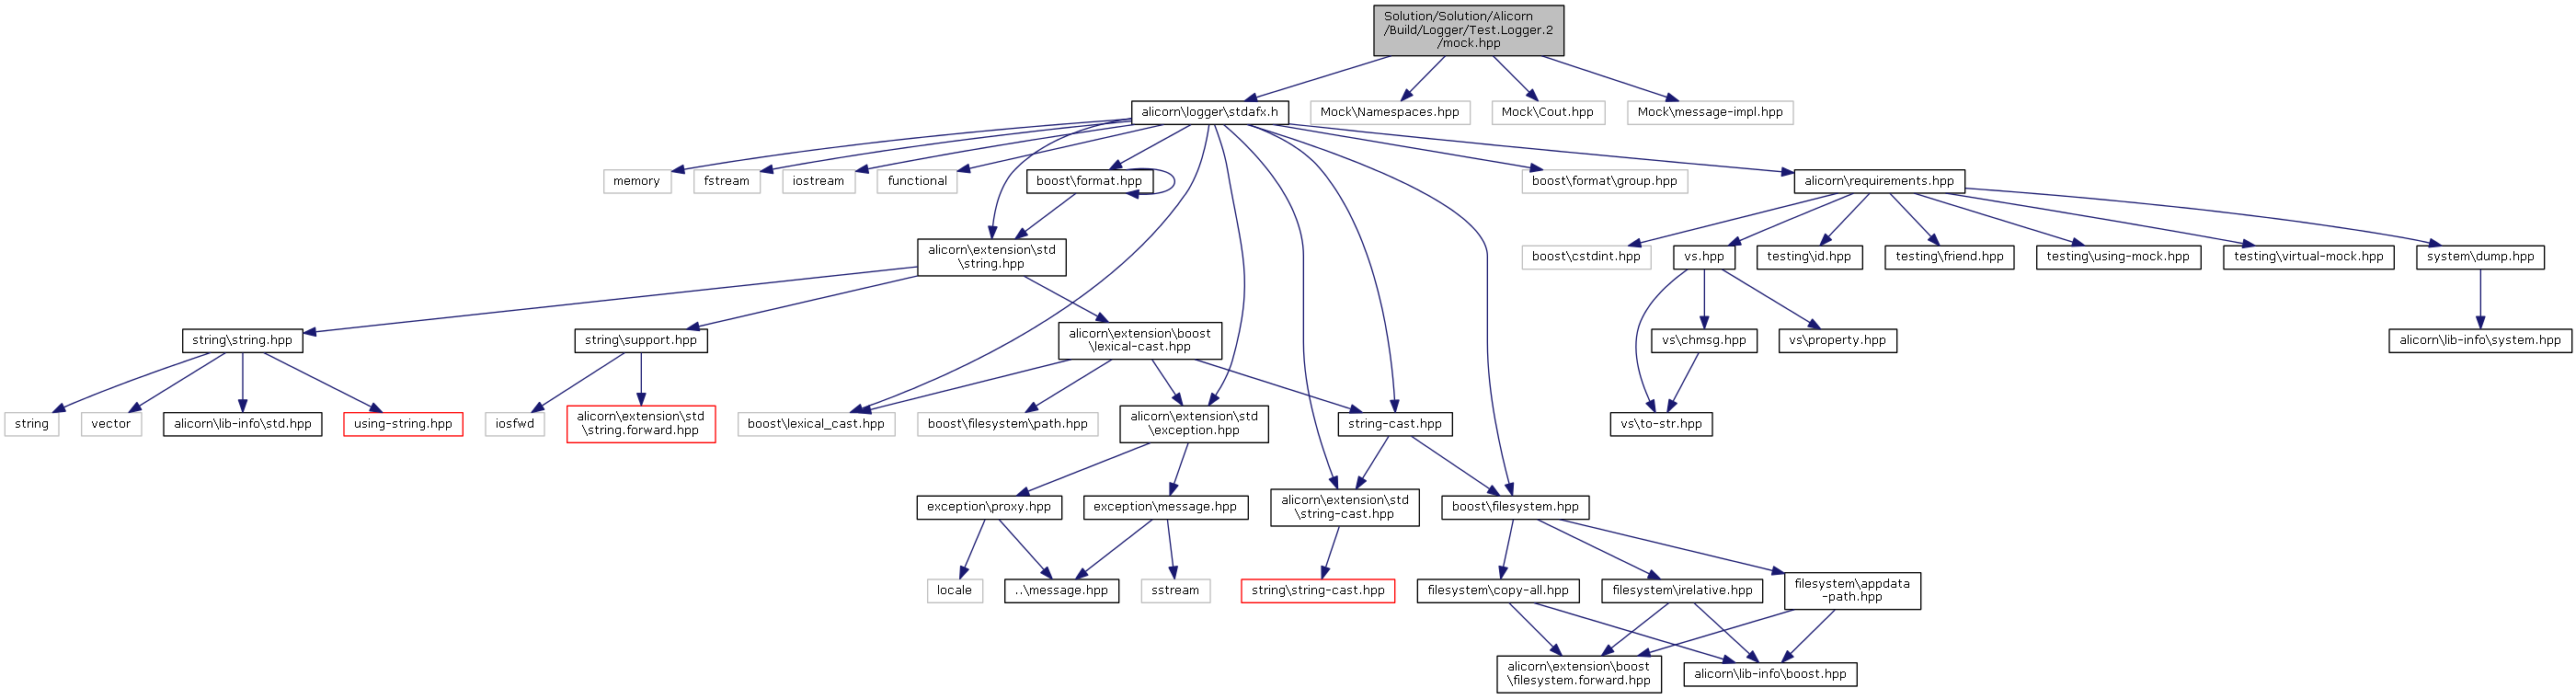 Solution/Solution/Alicorn
/Build/Logger/Test.Logger.2
/mock.hpp
alicorn\logger\stdafx.h
Mock\Namespaces.hpp
Mock\Cout.hpp
Mock\message-impl.hpp
memory
fstream
iostream
functional
boost\format.hpp
boost\format\group.hpp
alicorn\requirements.hpp
alicorn\extension\std
\string.hpp
boost\cstdint.hpp
vs.hpp
testing\id.hpp
testing\friend.hpp
testing\using-mock.hpp
testing\virtual-mock.hpp
system\dump.hpp
string\string.hpp
string\support.hpp
alicorn\extension\boost
\lexical-cast.hpp
vs\chmsg.hpp
vs\property.hpp
alicorn\lib-info\system.hpp
string
vector
alicorn\lib-info\std.hpp
using-string.hpp
iosfwd
alicorn\extension\std
\string.forward.hpp
boost\lexical_cast.hpp
boost\filesystem\path.hpp
alicorn\extension\std
\exception.hpp
string-cast.hpp
vs\to-str.hpp
exception\proxy.hpp
exception\message.hpp
alicorn\extension\std
\string-cast.hpp
boost\filesystem.hpp
locale
..\message.hpp
sstream
string\string-cast.hpp
filesystem\copy-all.hpp
filesystem\irelative.hpp
filesystem\appdata
-path.hpp
alicorn\extension\boost
\filesystem.forward.hpp
alicorn\lib-info\boost.hpp